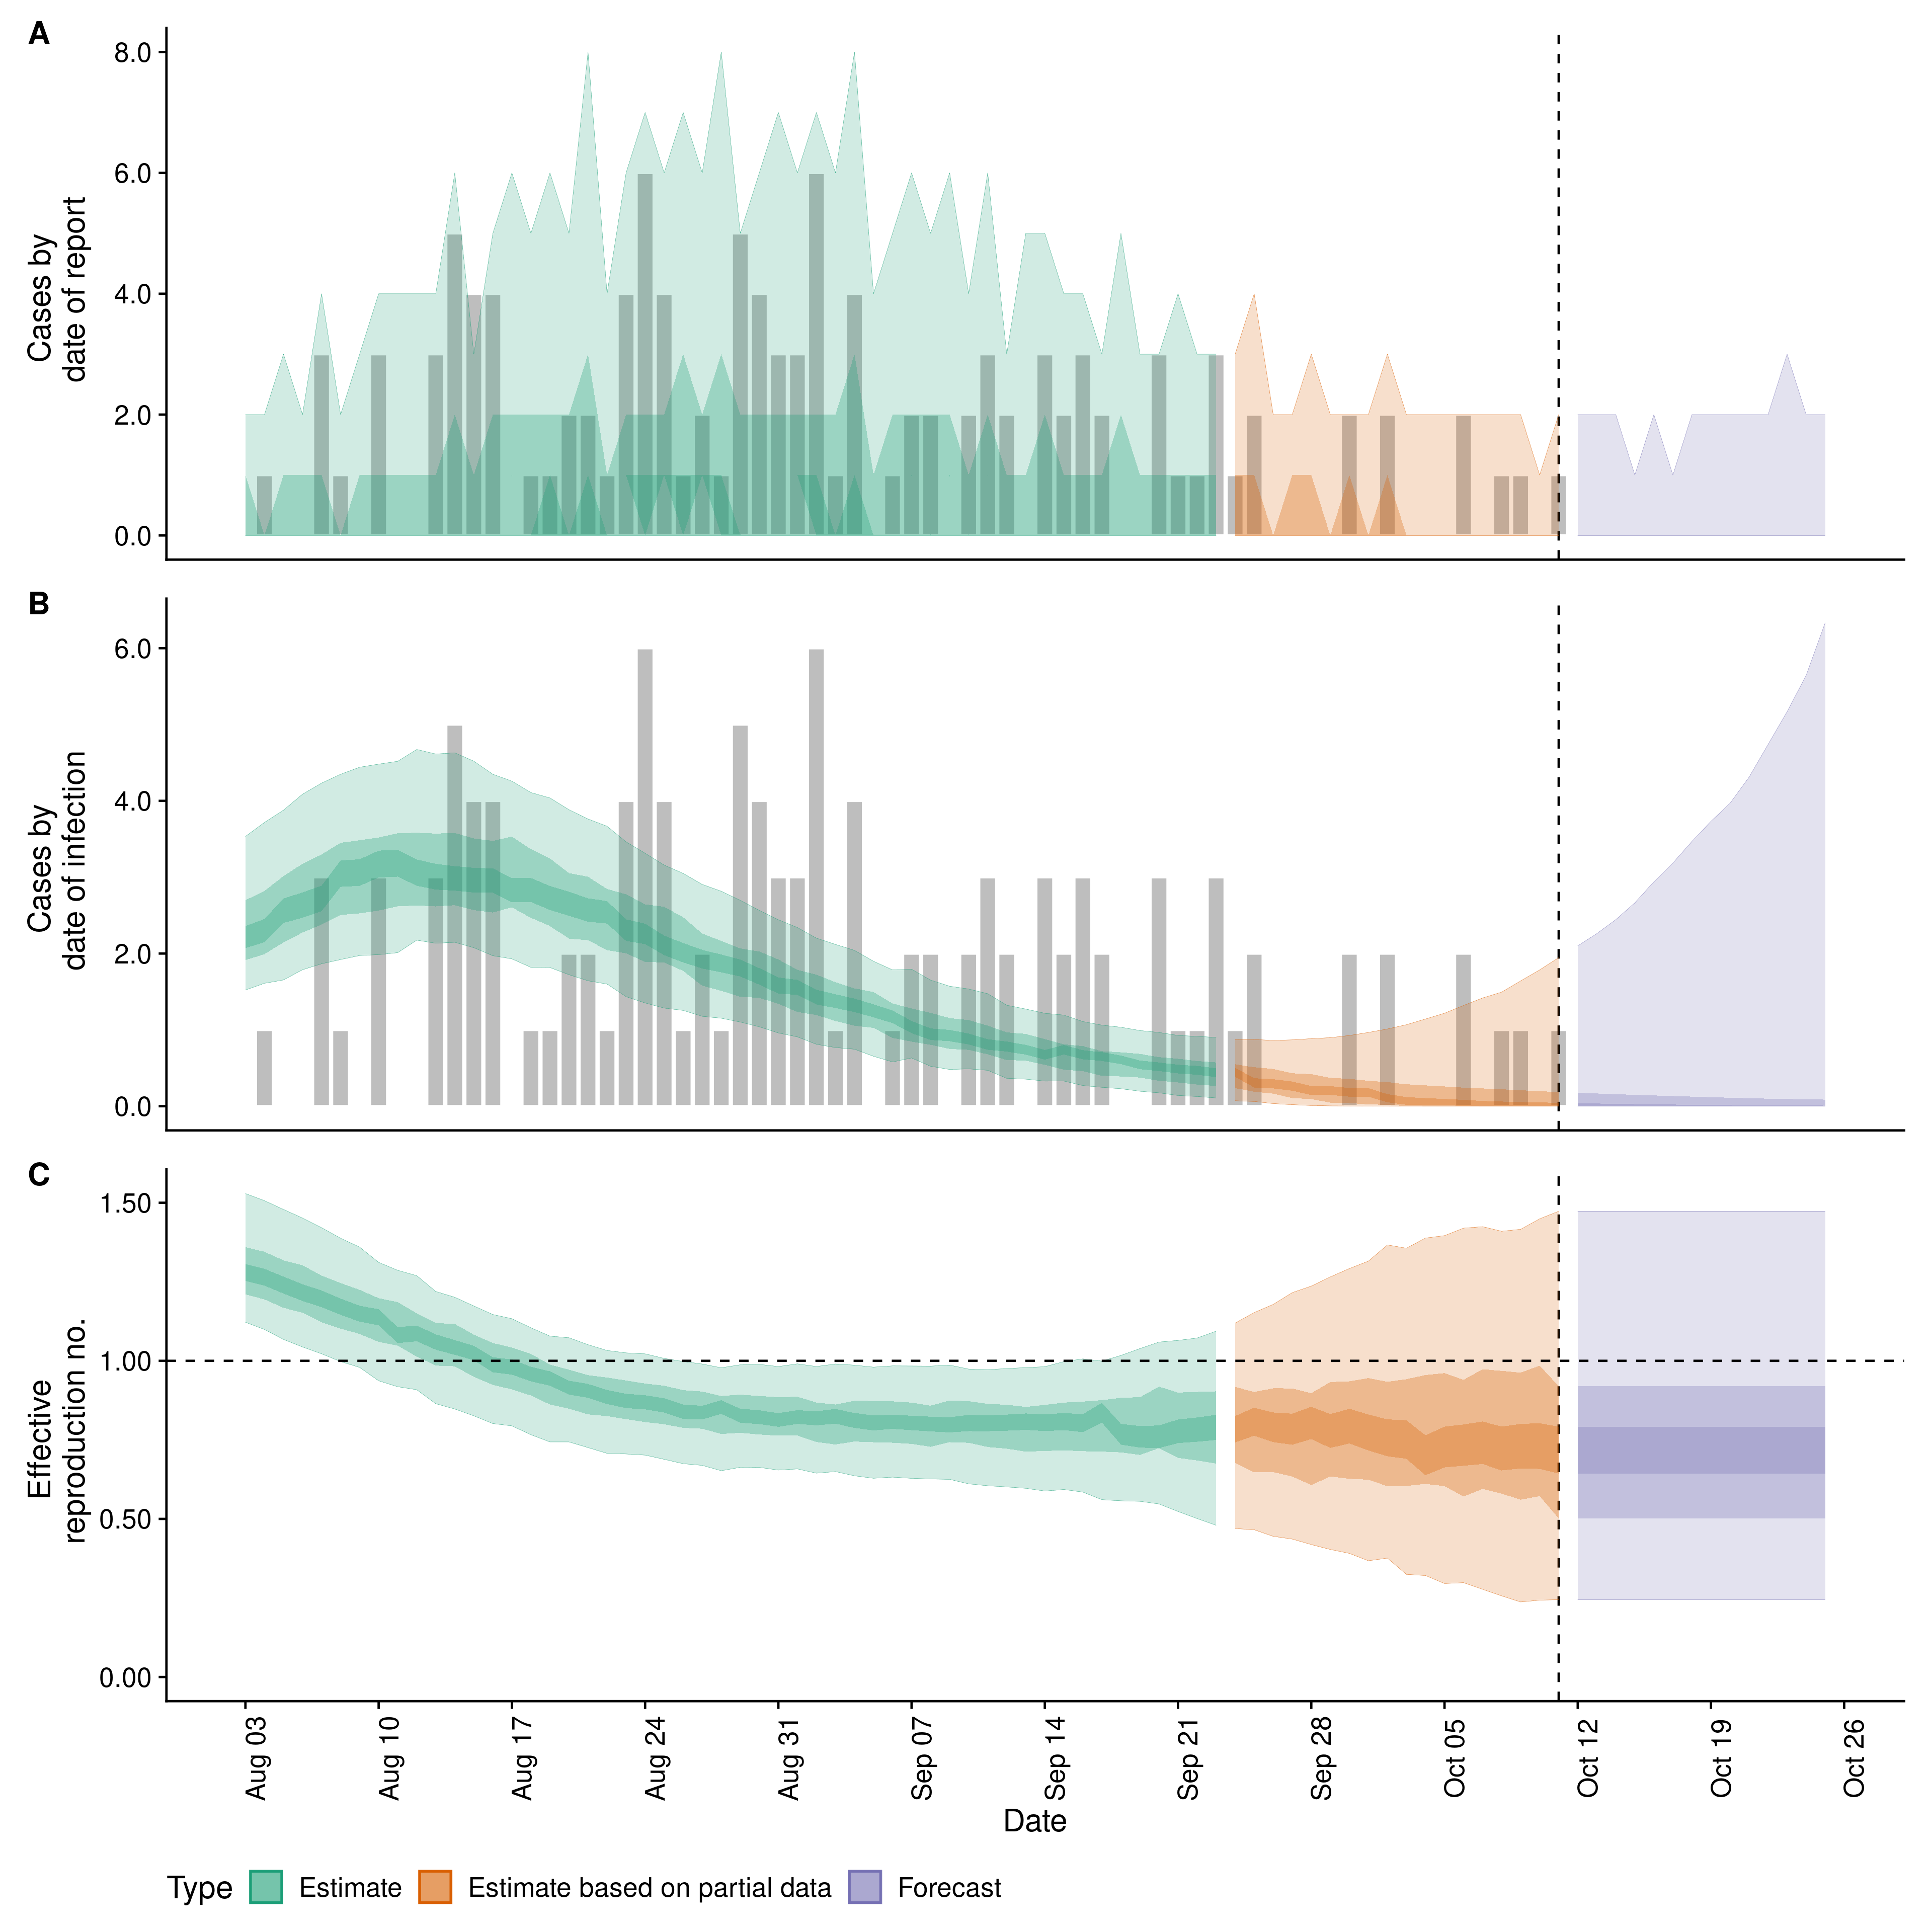 A
Cases by
date of report
8.0
6.0
4.0
2.0
0.0
B
Cases by
date of infection
6.0
4.0
2.0
0.0
C
Effective
reproduction no.
1.50
1.00
0.50
0.00
Aug 03
Aug 10
Aug 17
Aug 24
Aug 31
Sep 07
Sep 14
Sep 21
Sep 28
Oct 05
Oct 12
Oct 19
Oct 26
Date
Type
Estimate
Estimate based on partial data
Forecast